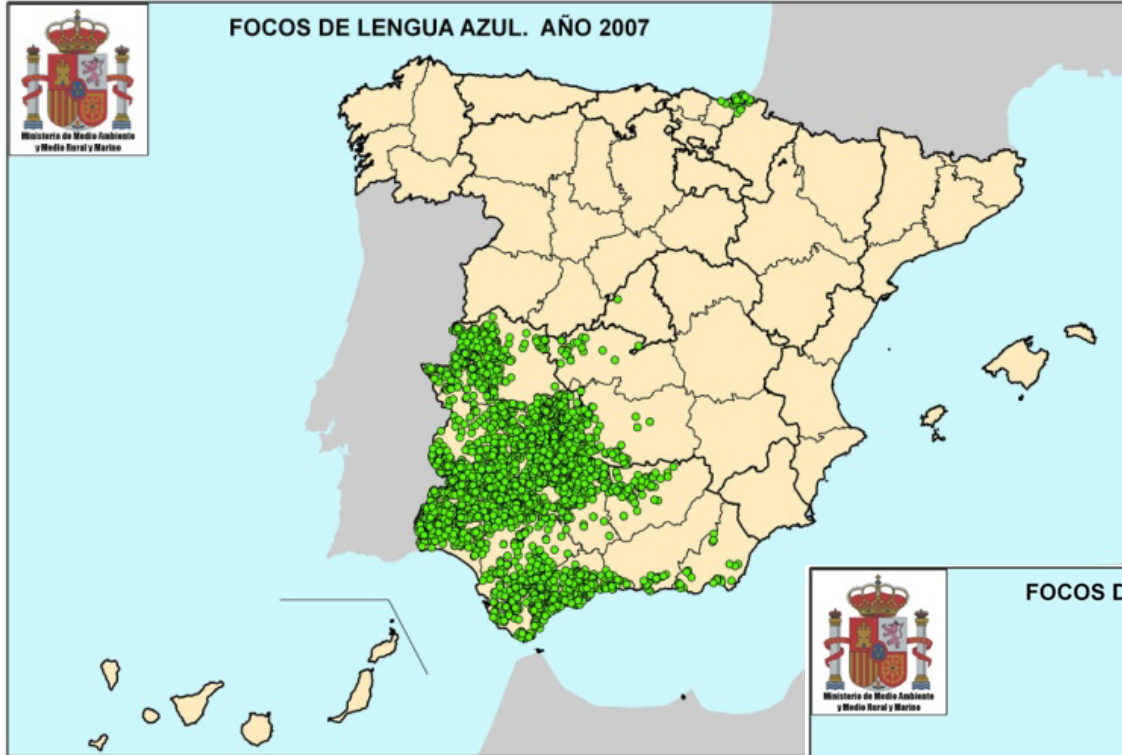 FOCOS DE LENGUA AZUL. AÑO 2007
Ministerio de Medio Ambiente
y Medio Rural y Marino
FOCOS D
Ministerio de Medio Ambiente
y Medio Rural y Marino